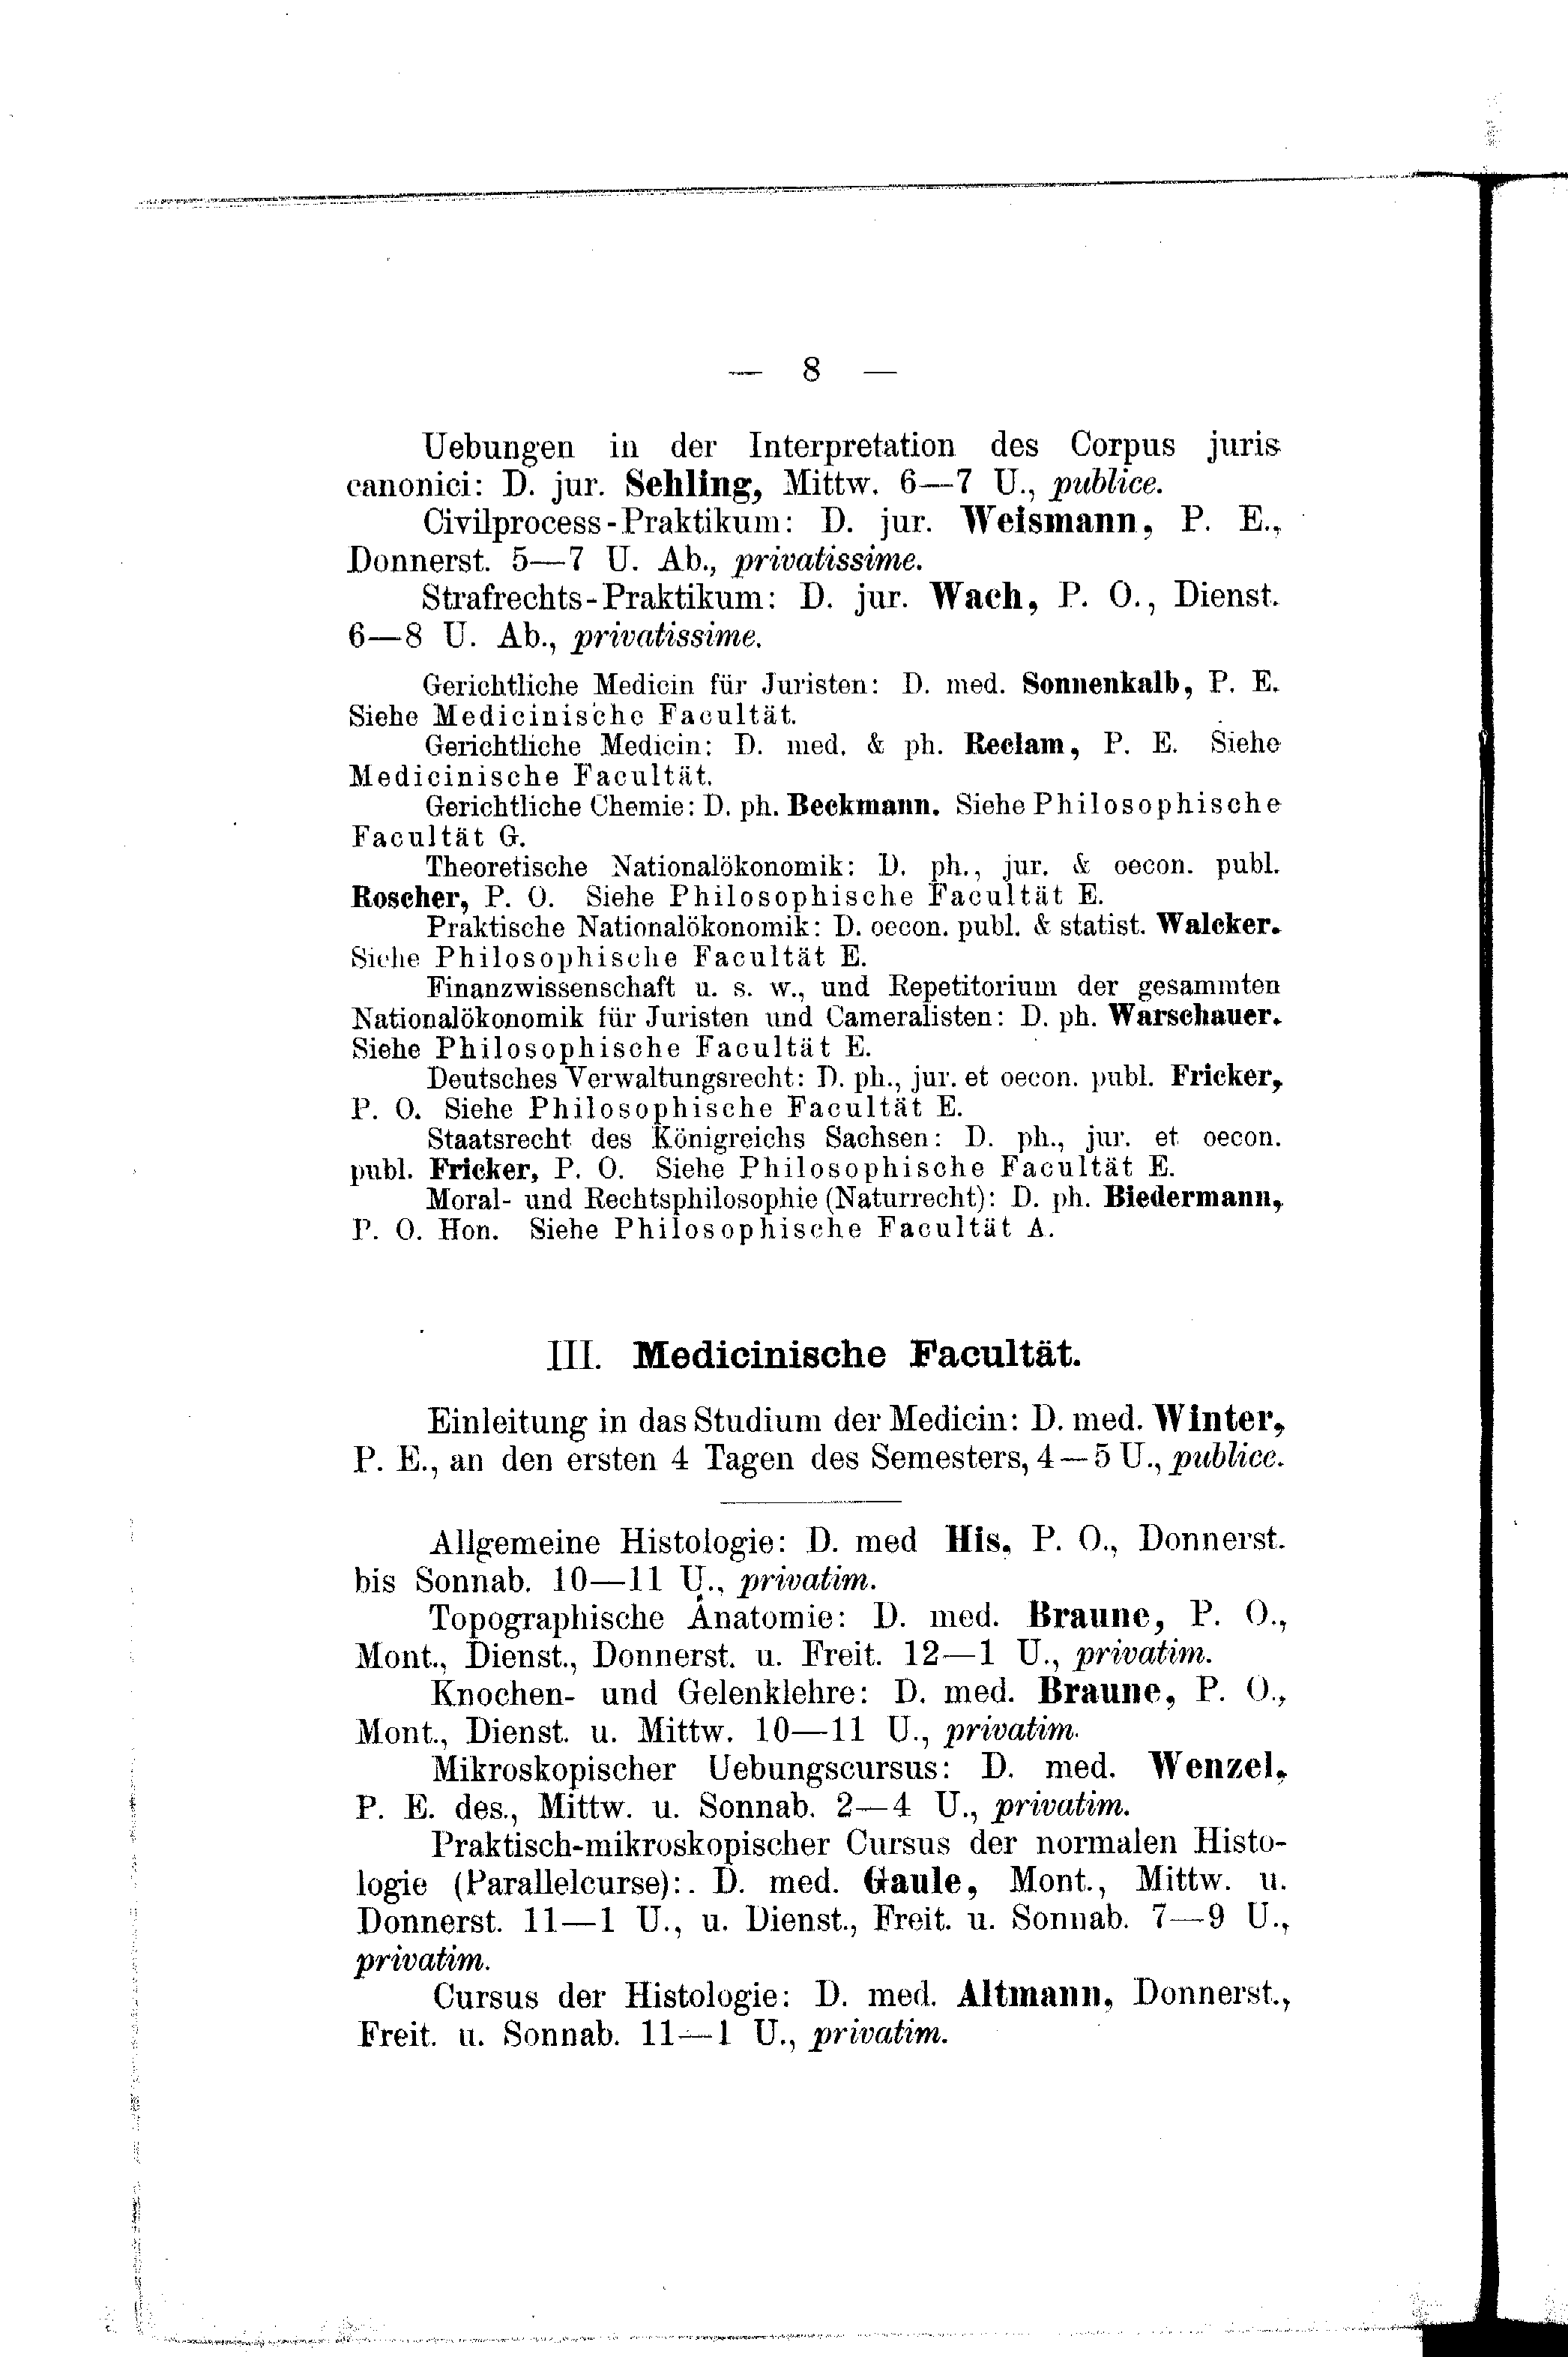 — 8 —
Uebungen in der Interpretation des Corpus juris
canonici: D. jur. Sehling, Mittw. 6—7 U., publice.
Civilprocess-Praktikum: D. jur. Weismann, P. E.,
Donnerst. 5—7 U. Ab., privatissime.
Strafrechts-Praktikum: D. jur. Wach, P. O., Dienst.
6—8 U. Ab., privatissime.
Gerichtliche Medicin für Juristen: D. med. Sonnenkalb, P. E.
Siehe Medicinische Facultät.
Gerichtliche Medicin: D. med. & ph. Reclam, P. E. Siehe
Medicinische Facultät.
Gerichtliche Chemie: D. ph. Beckmann. Siehe Philosophische
Facultät G.
Theoretische Nationalökonomik: D. ph., jur. & oecon. publ.
Roscher, P. O. Siehe Philosophische Facultät E.
Praktische Nationalökonomik: D. oecon. publ. & statist. Walcker.
Siehe Philosophische Facultät E.
Finanzwissenschaft u. s. w., und Repetitorium der gesammten
Nationalökonomik für Juristen und Cameralisten: D. ph. Warschauer.
Siehe Philosophische Facultät E.
Deutsches Verwaltungsrecht: D. ph., jur. et oecon. publ. Fricker,
P. O. Siehe Philosophische Facultät E.
Staatsrecht des Königreichs Sachsen: D. ph., jur. et oecon.
publ. Fricker, P. O. Siehe Philosophische Facultät E.
Moral- und Rechtsphilosophie (Naturrecht): D. ph. Biedermann,
P. O. Hon. Siehe Philosophische Facultät A.
III. Medicinische Facultät.
Einleitung in das Studium der Medicin: D. med. Winter,
P. E., an den ersten 4 Tagen des Semesters, 4—5 U., publice.
Allgemeine Histologie: D. med His, P. O., Donnerst.
bis Sonnab. 10—11 U., privatim.
Topographische Anatomie: D. med. Braune, P. O.,
Mont., Dienst., Donnerst. u. Freit. 12—1 U., privatim.
Knochen- und Gelenklehre: D. med. Braune, P. O.,
Mont., Dienst. u. Mittw. 10—11 U., privatim.
Mikroskopischer Uebungscursus: D. med. Wenzel,
P. E. des., Mittw. u. Sonnab. 2—4 U., privatim.
Praktisch-mikroskopischer Cursus der normalen Histo-
logie (Parallelcurse):. D. med. Gaule, Mont., Mittw. u.
Donnerst. 11—1 U., u. Dienst., Freit. u. Sonnab. 7—9 U.,
privatim.
Cursus der Histologie: D. med. Altmann, Donnerst.,
Freit. u. Sonnab. 11—1 U., privatim.